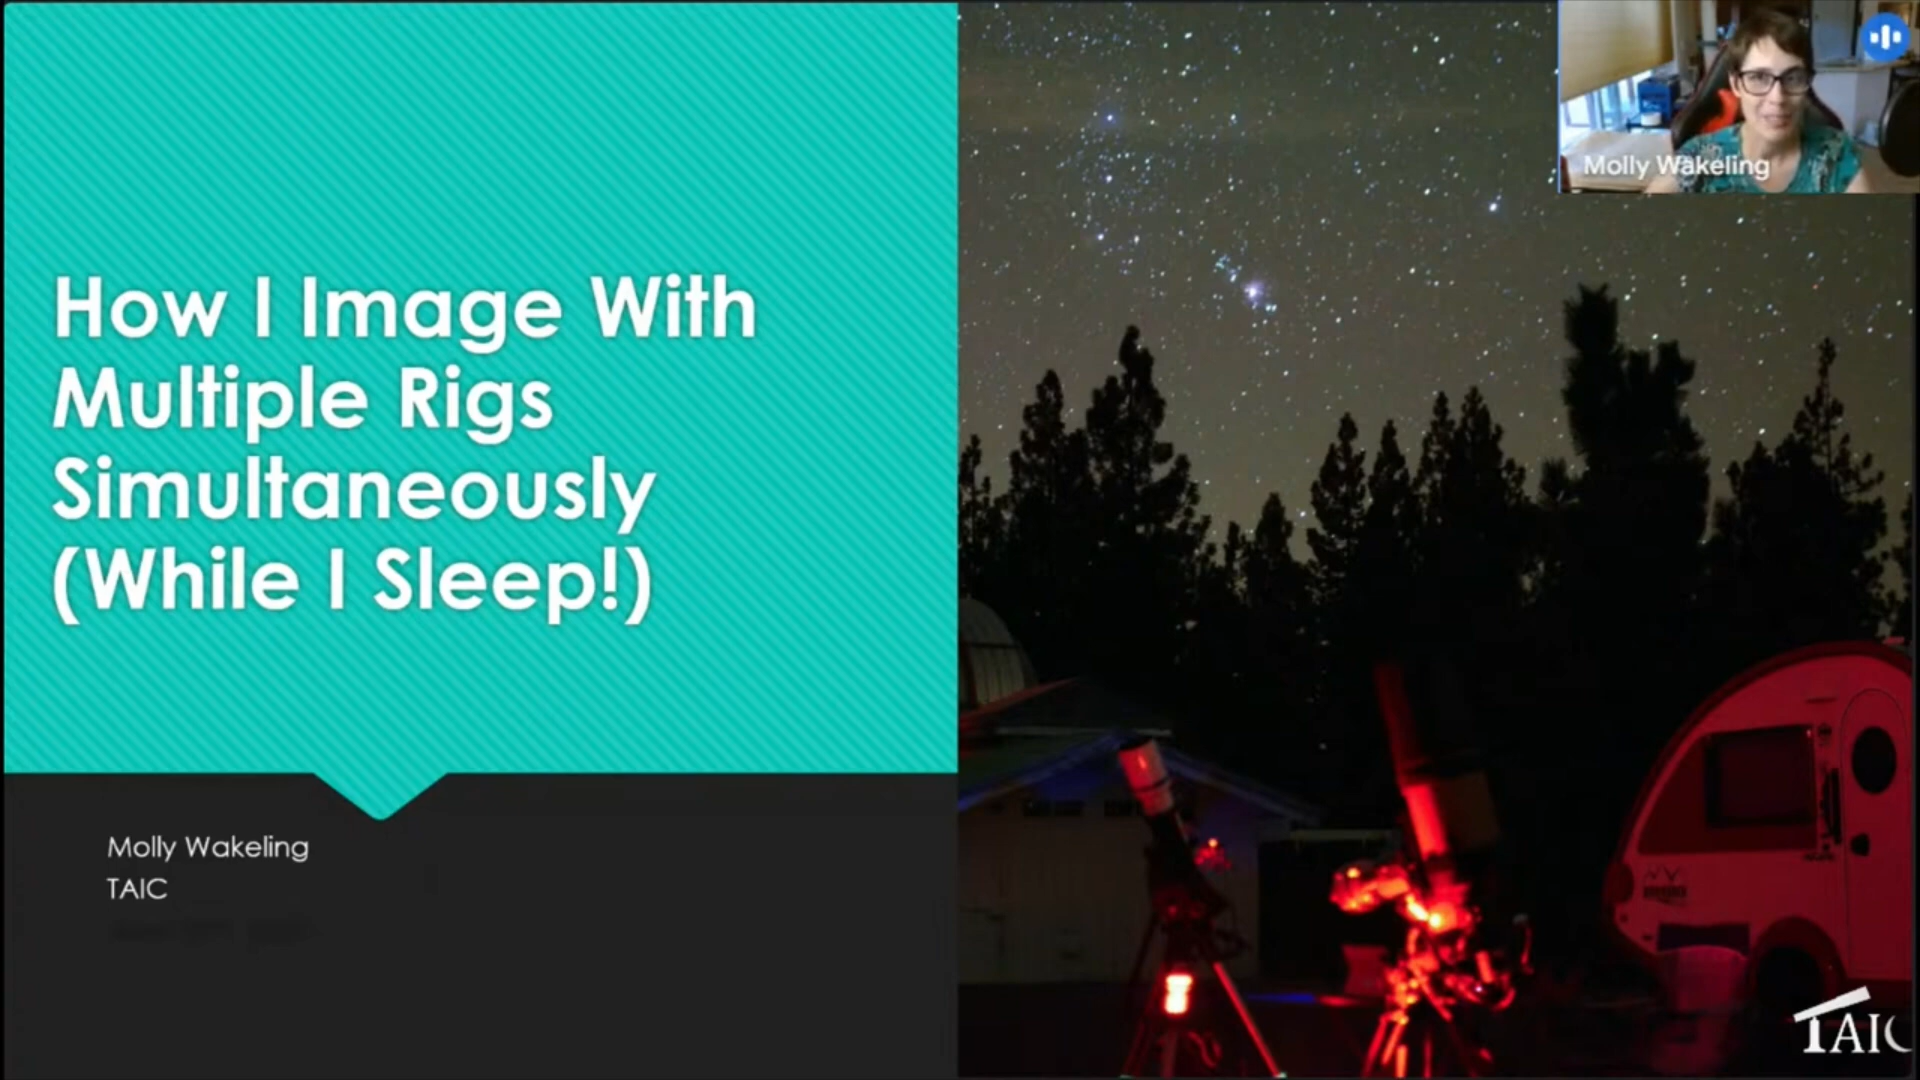 How I Image With
Multiple Rigs
Simultaneously
(While I Sleep!)
Molly Wakeling
TAIC
Molly Wakeling
TAIC